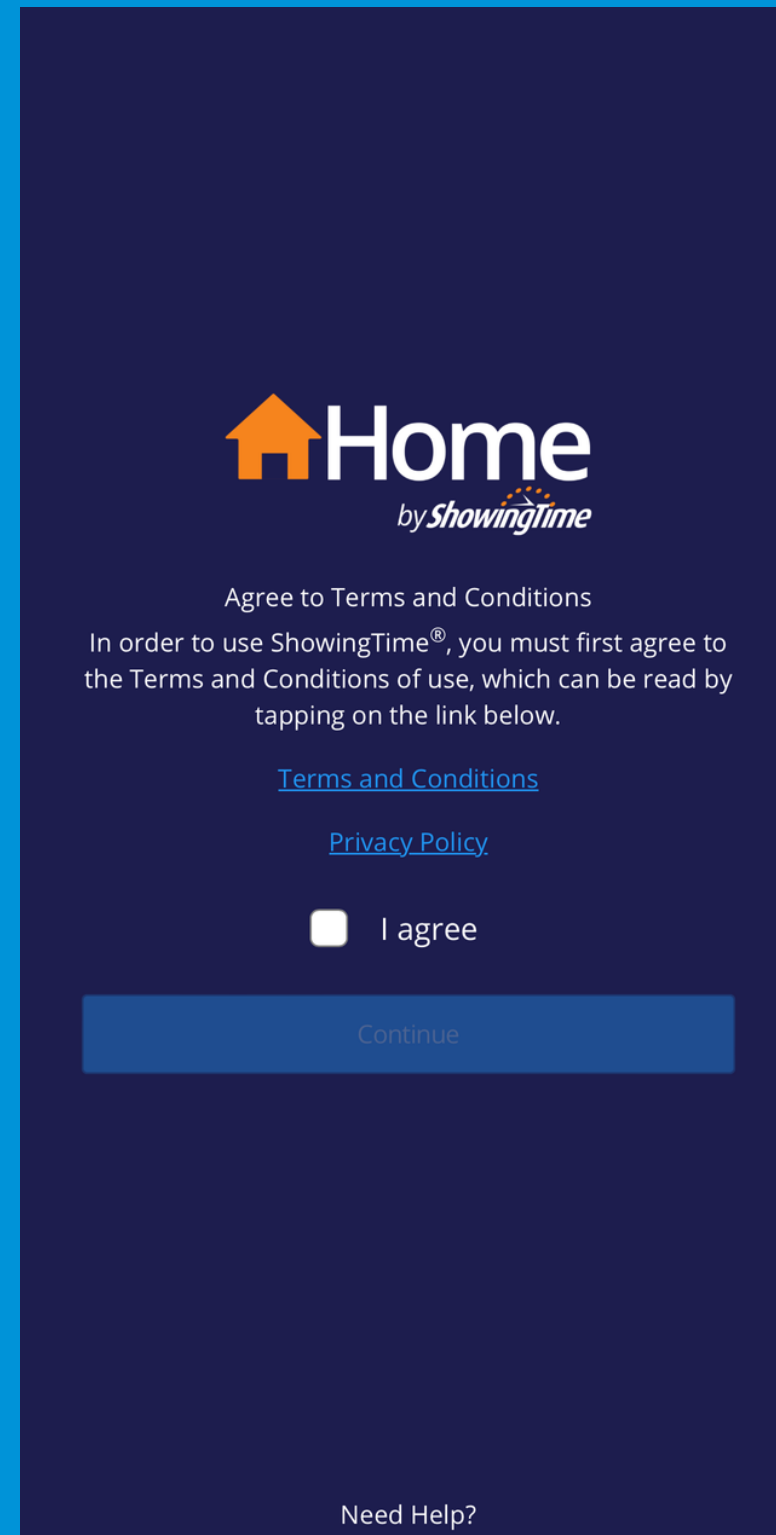 Home
by ShowingTime
Agree to Terms and Conditions
In order to use ShowingTime®, you must first agree to
the Terms and Conditions of use, which can be read by
tapping on the link below.
Terms and Conditions
Privacy Policy
I agree
Continue
Need Help?